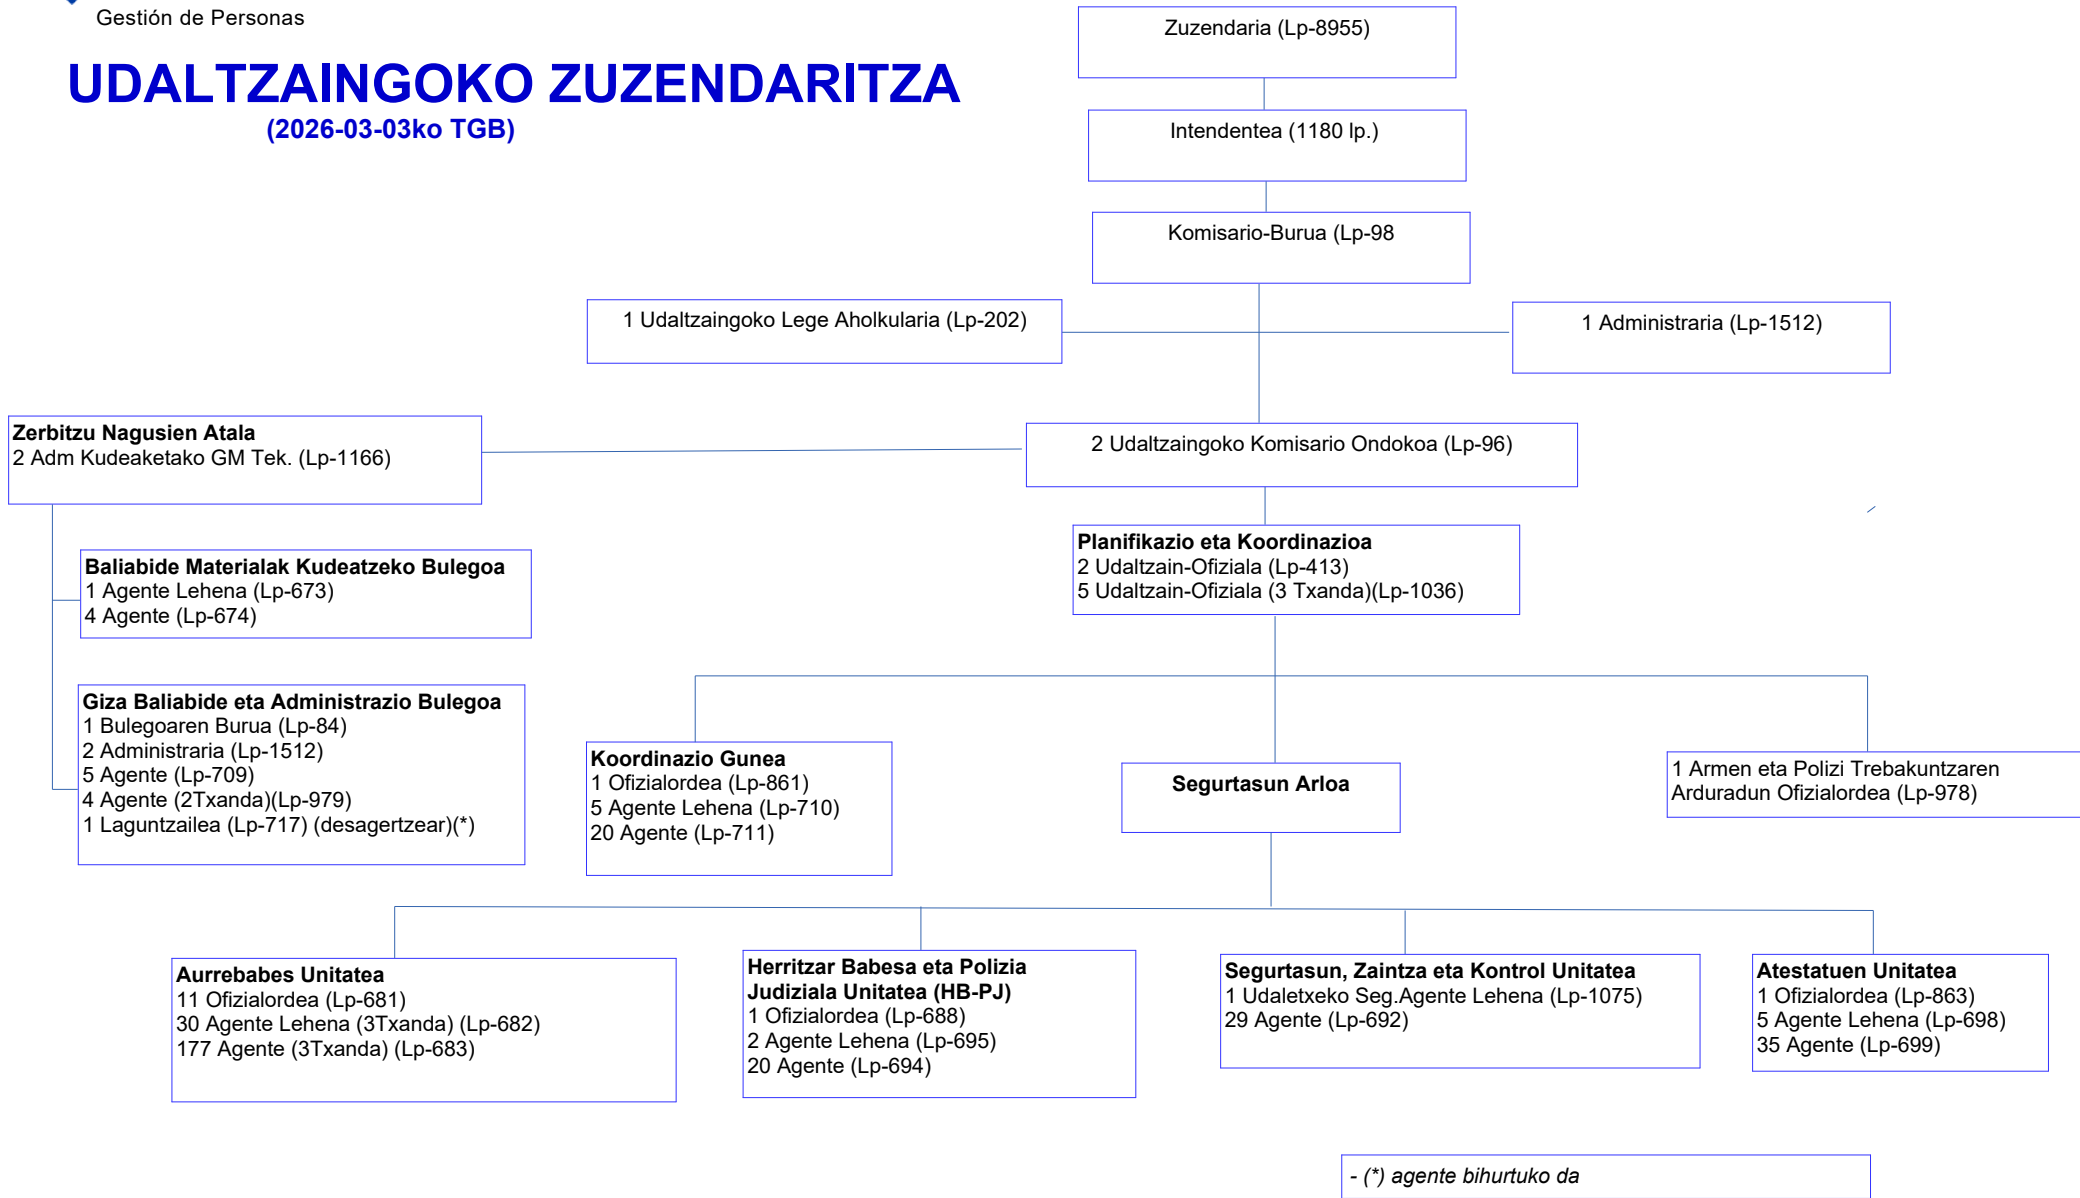 Gestión de Personas
UDALTZAINGOKO ZUZENDARITZA
(2026-03-03ko TGB)
Zuzendaria (Lp-8955)
Intendentea (1180 lp.)
Komisario-Burua (Lp-98
1 Udaltzaingoko Lege Aholkularia (Lp-202)
1 Administraria (Lp-1512)
Zerbitzu Nagusien Atala
2 Adm Kudeaketako GM Tek. (Lp-1166)
2 Udaltzaingoko Komisario Ondokoa (Lp-96)
Baliabide Materialak Kudeatzeko Bulegoa
1 Agente Lehena (Lp-673)
4 Agente (Lp-674)
Planifikazio eta Koordinazioa
2 Udaltzain-Ofiziala (Lp-413)
5 Udaltzain-Ofiziala (3 Txanda)(Lp-1036)
Giza Baliabide eta Administrazio Bulegoa
1 Bulegoaren Burua (Lp-84)
2 Administraria (Lp-1512)
5 Agente (Lp-709)
4 Agente (2Txanda)(Lp-979)
1 Laguntzailea (Lp-717) (desagertzear)(*)
Koordinazio Gunea
1 Ofizialordea (Lp-861)
5 Agente Lehena (Lp-710)
20 Agente (Lp-711)
Segurtasun Arloa
1 Armen eta Polizi Trebakuntzaren
Arduradun Ofizialordea (Lp-978)
Aurrebabes Unitatea
11 Ofizialordea (Lp-681)
30 Agente Lehena (3Txanda) (Lp-682)
177 Agente (3Txanda) (Lp-683)
Herritzar Babesa eta Polizia
Judiziala Unitatea (HB-PJ)
1 Ofizialordea (Lp-688)
2 Agente Lehena (Lp-695)
20 Agente (Lp-694)
Segurtasun, Zaintza eta Kontrol Unitatea
1 Udaletxeko Seg.Agente Lehena (Lp-1075)
29 Agente (Lp-692)
Atestatuen Unitatea
1 Ofizialordea (Lp-863)
5 Agente Lehena (Lp-698)
35 Agente (Lp-699)
- (*) agente bihurtuko da